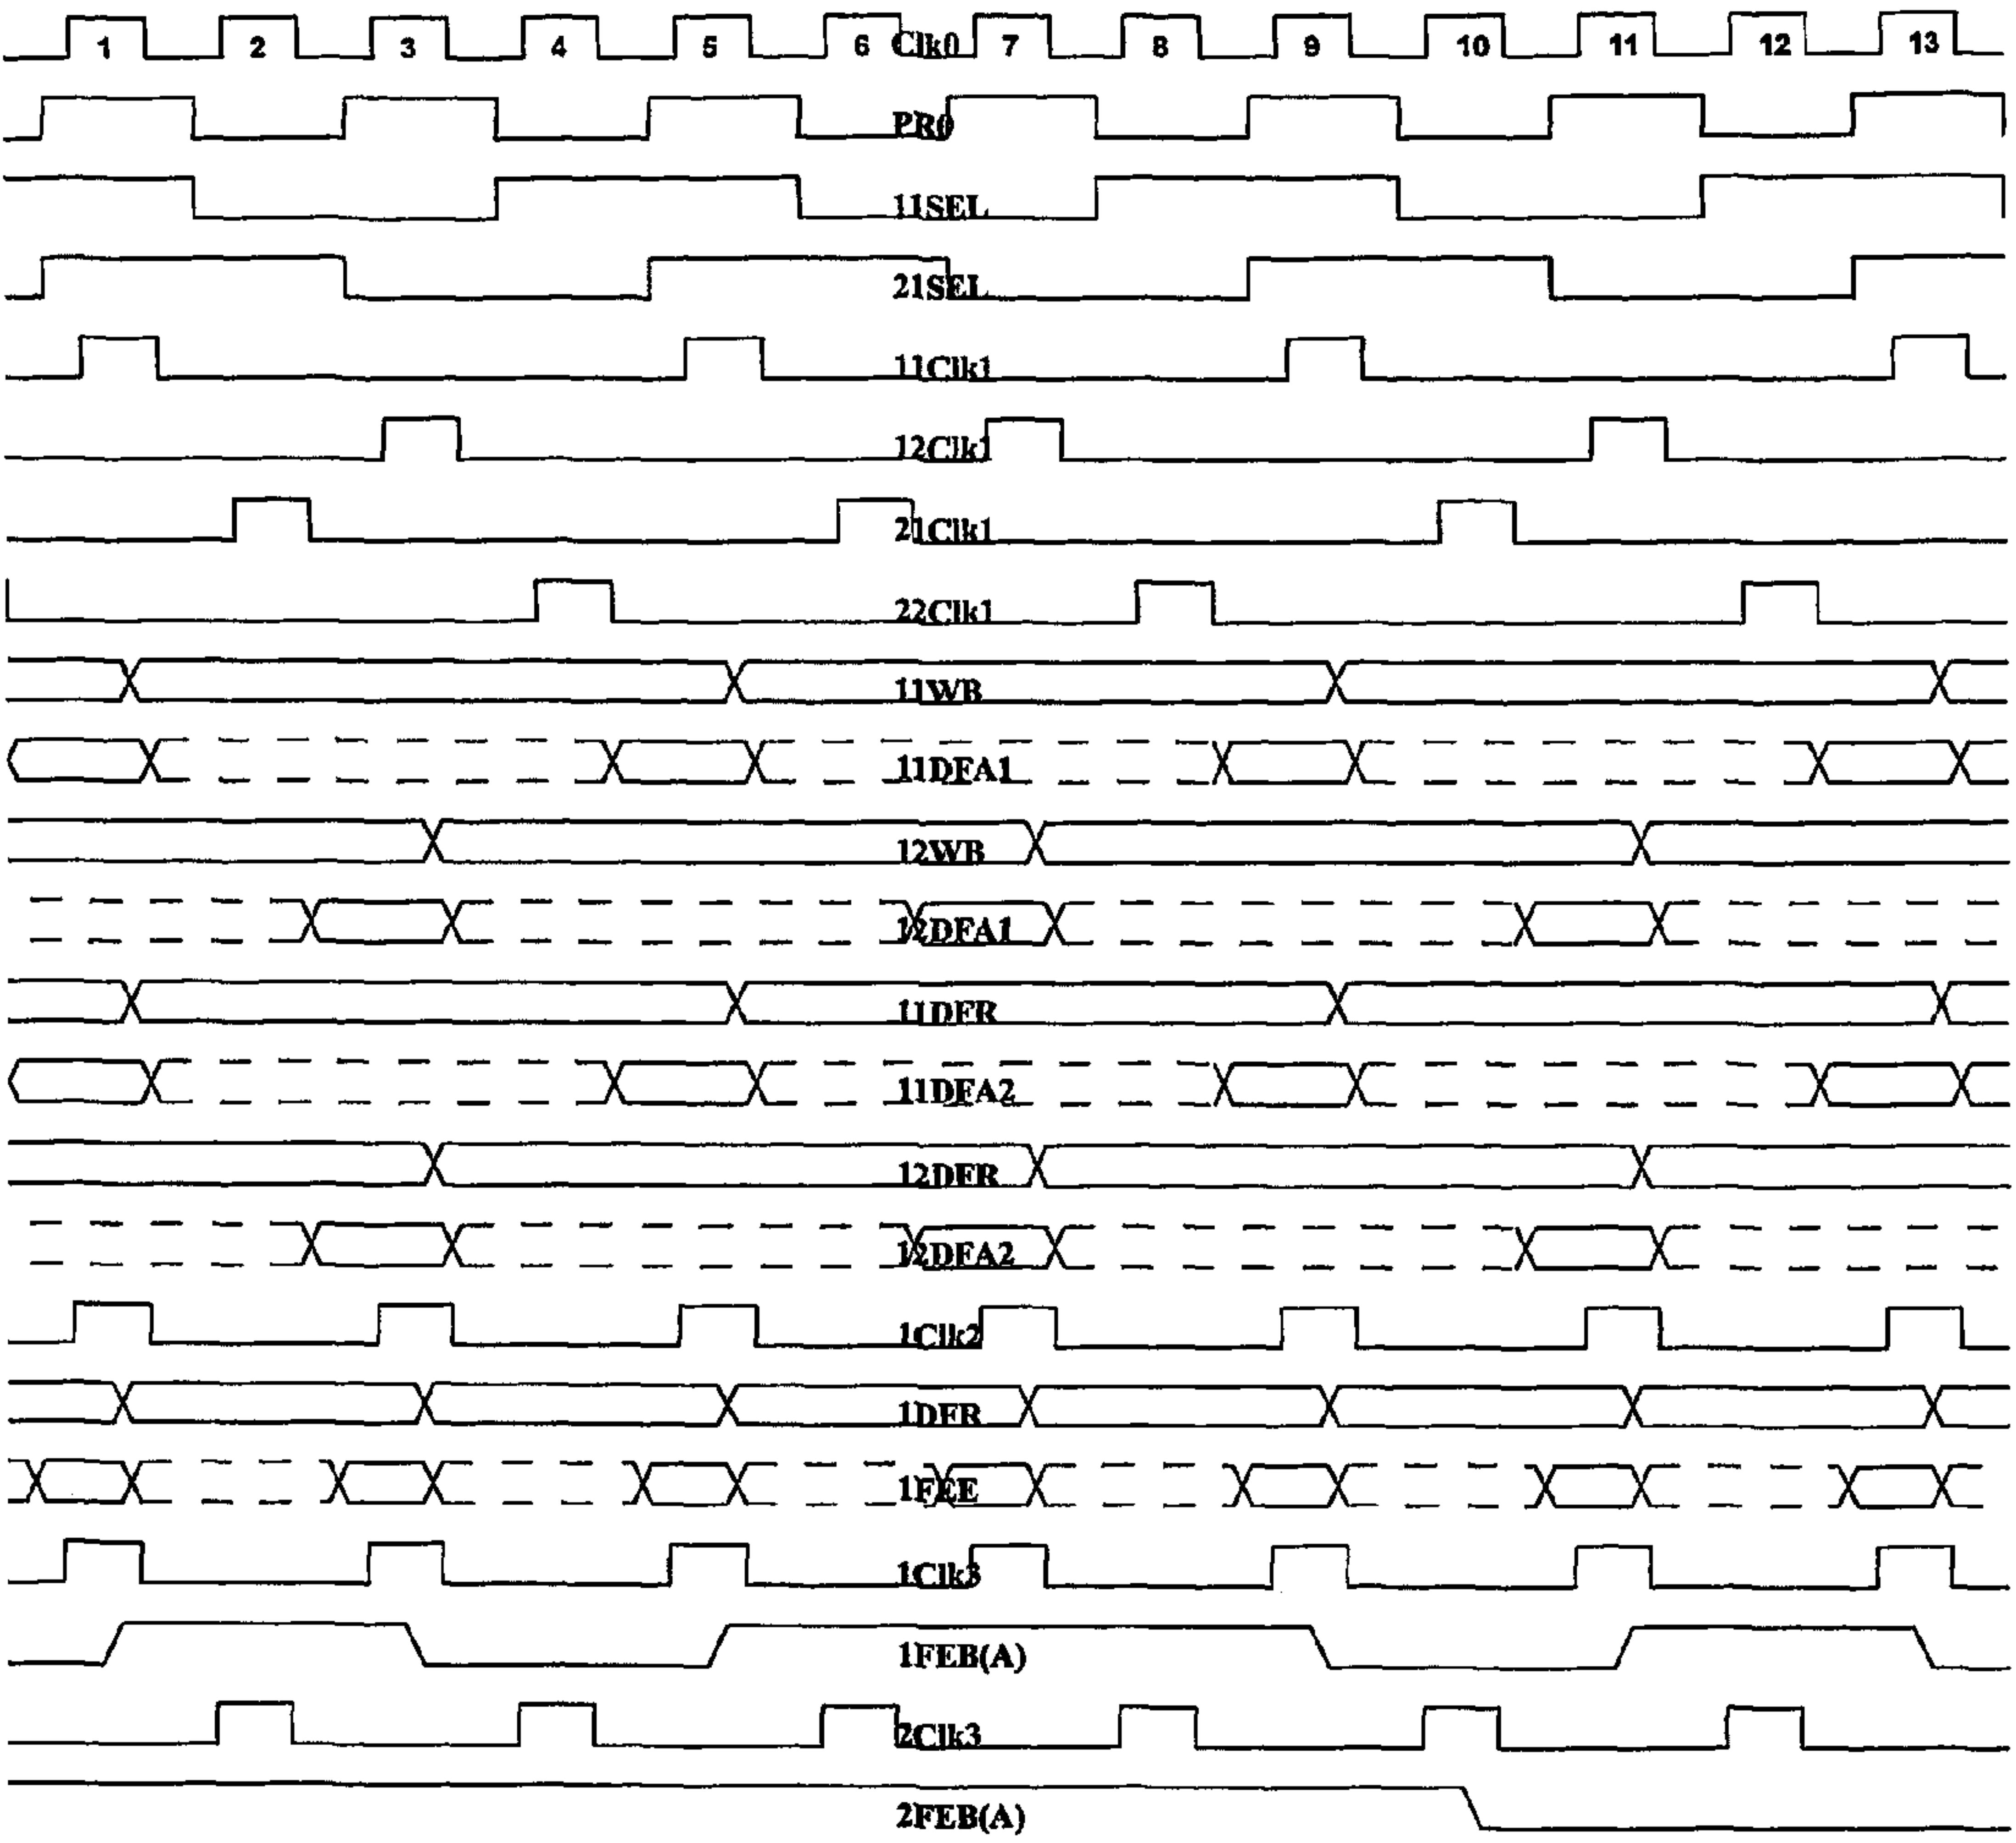 1 2 3 4 5 6 Clk0 7 8 9 10 11 12 13
PR0
11SEL
21SEL
11Clk1
12Clk1
21Clk1
22Clk1
11WB
11DFA1
12WB
12DFA1
11DFR
11DFA2
12DFR
12DFA2
1Clk2
1DFR
1FEE
1Clk3
1FEB(A)
2Clk3
2FEB(A)